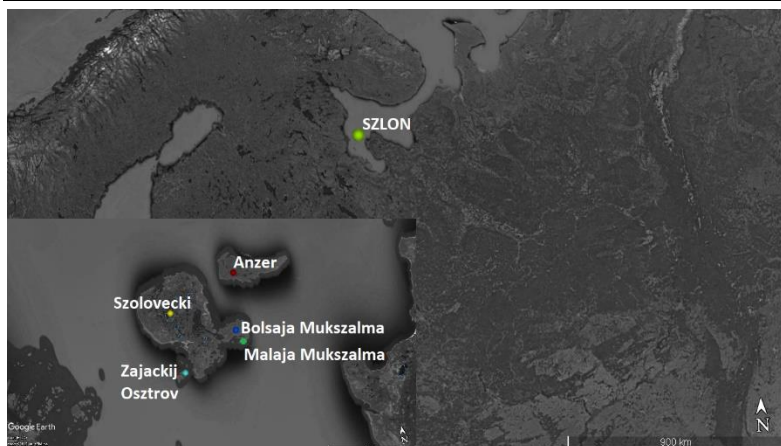 SZLON
Anzer
Szolovecki
Bolsaja Mukszalma
Malaja Mukszalma
Zajackij
Osztrov
Google Earth
N
N
900 km